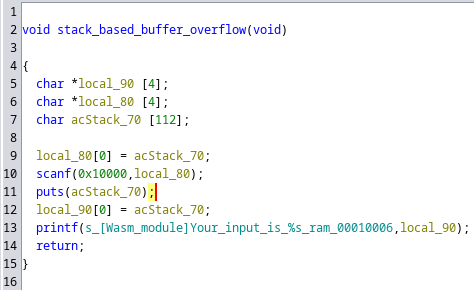 1
2 void stack_based_buffer_overflow(void)
3
4 {
5 char *local_90 [4];
6 char *local_80 [4];
7 char acStack_70 [112];
8
9 local_80[0] = acStack_70;
10 scanf(0x10000,local_80);
11 puts(acStack_70);
12 local_90[0] = acStack_70;
13 printf(s_[Wasm_module]Your_input_is_%s_ram_00010006,local_90);
14 return;
15 }
16